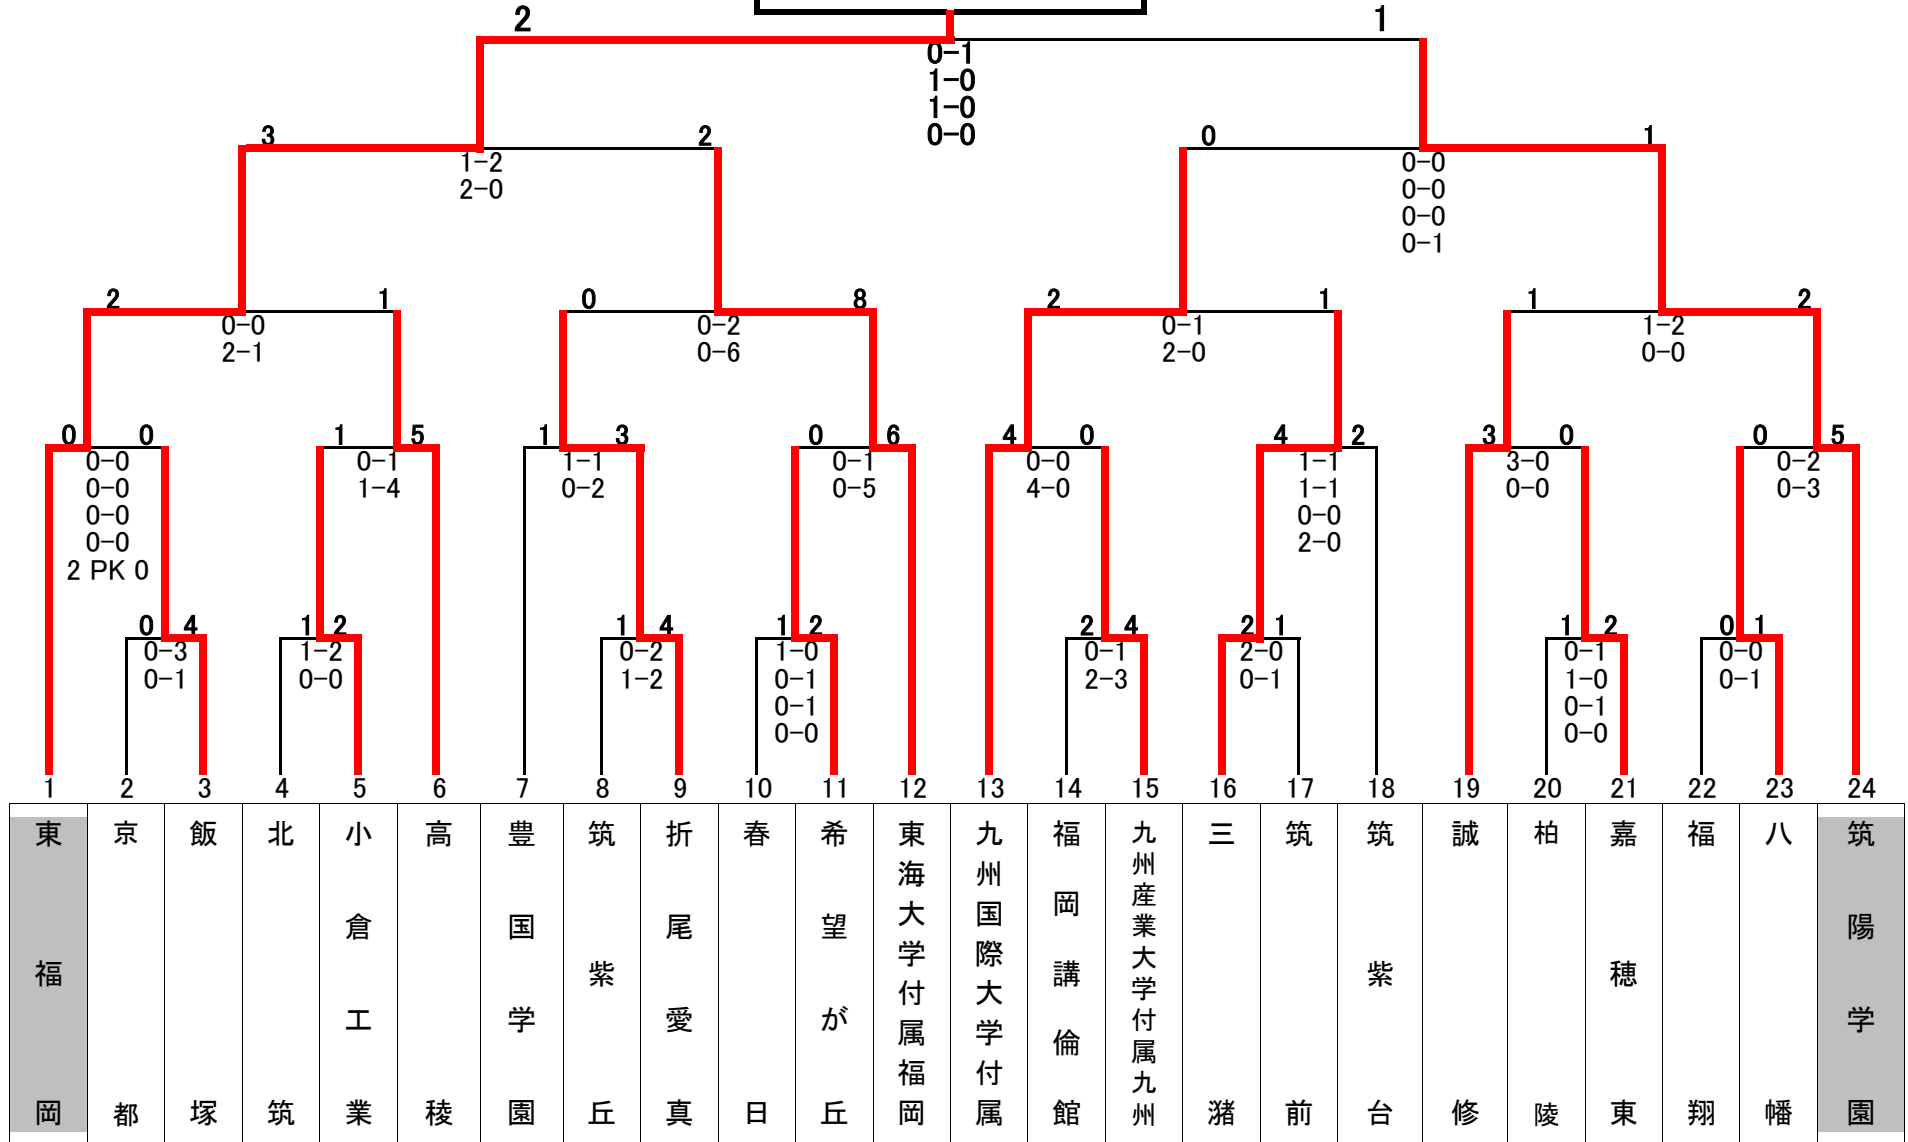 2 1
0-1
1-0
1-0
0-0
3 2 0 1
1-2 0-0
2-0 0-0
0-0
0-1
2 1 0 8 2 1 1 2
0-0 0-2 0-1 1-2
2-1 0-6 2-0 0-0
0 0 1 5 1 3 0 6 4 0 4 2 3 0 0 5
0-0 0-1 1-1 0-1 0-0 1-1 3-0 0-2
0-0 1-4 0-2 0-5 4-0 1-1 0-0 0-3
0-0 0-0
0-0 2-0
2 PK 0
0 4 1 2 1 4 1 2 2 4 2 1 1 2 0 1
0-3 1-2 0-2 1-0 0-1 2-0 0-1 0-0
0-1 0-0 1-2 0-1 2-3 0-1 1-0 0-1
0-1 0-1
0-0 0-0
1 2 3 4 5 6 7 8 9 10 11 12 13 14 15 16 17 18 19 20 21 22 23 24
東福岡
京都
飯塚
北筑
小倉工業
高稜
豊国学園
筑紫丘
折尾愛真
春日
希望が丘
東海大学付属福岡
九州国際大学付属
福岡講倫館
九州産業大学付属九州
三潴
筑前
筑紫台
誠修
柏陵
嘉穂東
福翔
八幡
筑陽学園